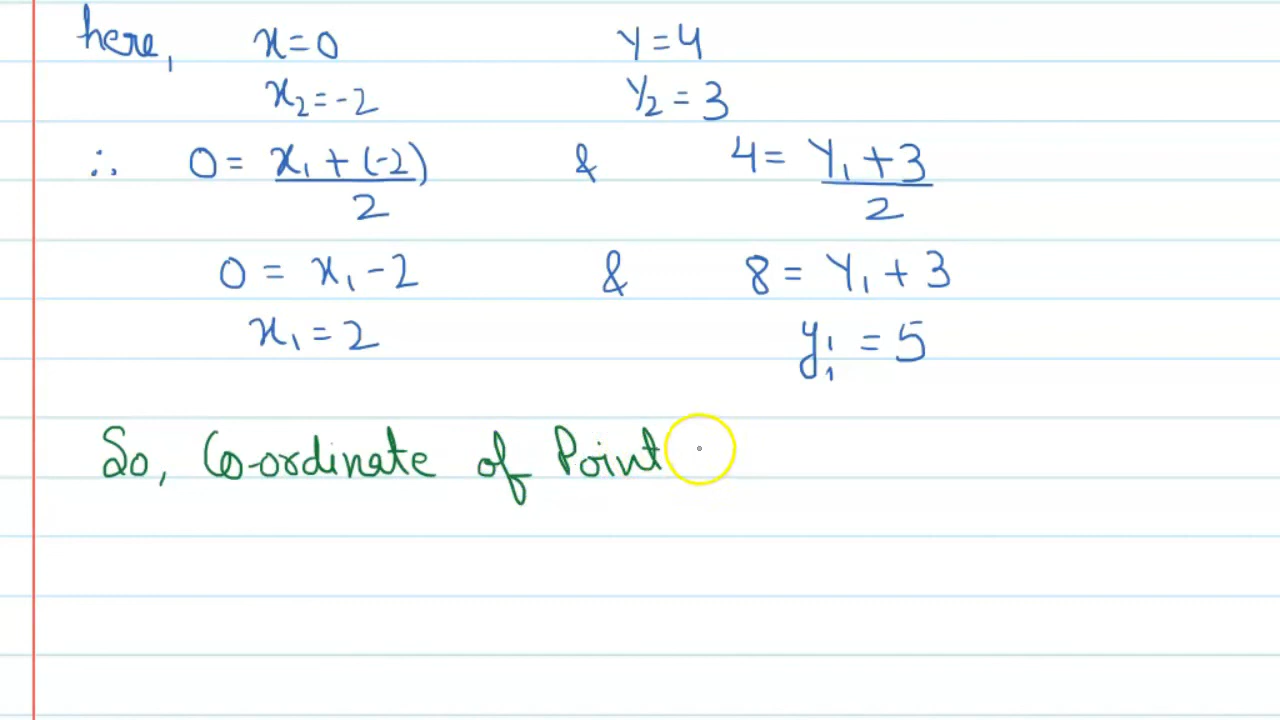 here, x=0 y=4
x₂=-2 y₂=3
∴ 0= x₁+(-2)/2 & 4= y₁+3/2
0 = x₁-2 & 8= y₁+3
x₁=2 y₁=5
So, Co-ordinate of Point